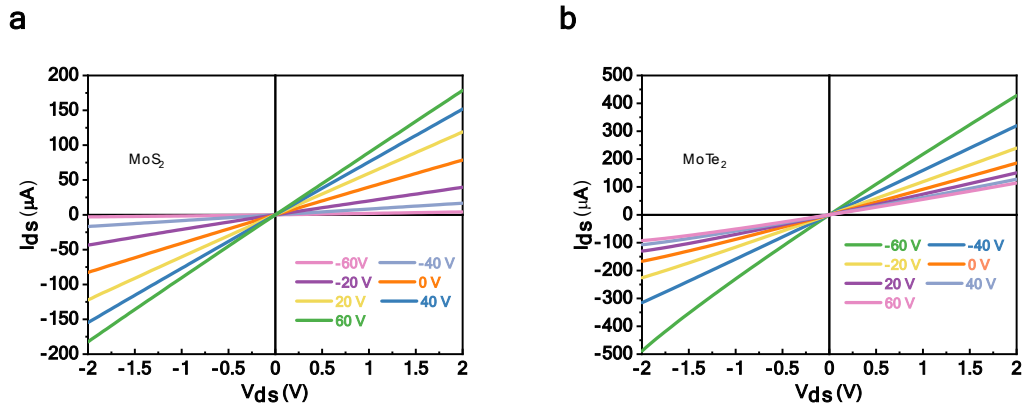 a
b
200
150
100
50
0
-50
-100
-150
-200
Ids (μA)
MoS2
-60V
-40 V
-20 V
0 V
20 V
40 V
60 V
-2
-1.5
-1
-0.5
0
0.5
1
1.5
2
Vds (V)
500
400
300
200
100
0
-100
-200
-300
-400
-500
Ids (μA)
MoTe2
-60 V
-40 V
-20 V
0 V
20 V
40 V
60 V
-2
-1.5
-1
-0.5
0
0.5
1
1.5
2
Vds (V)